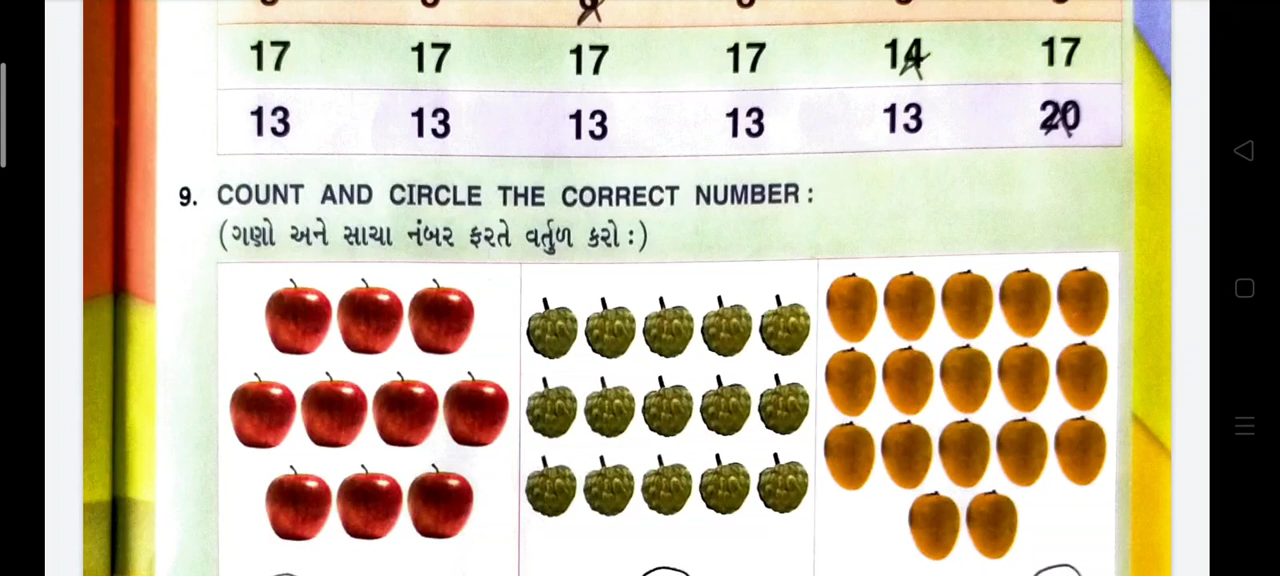 17 17 17 17 14 17
13 13 13 13 13 20
9. COUNT AND CIRCLE THE CORRECT NUMBER :
(ગણો અને સાચા નંબર ફરતે વર્તુળ કરો :)